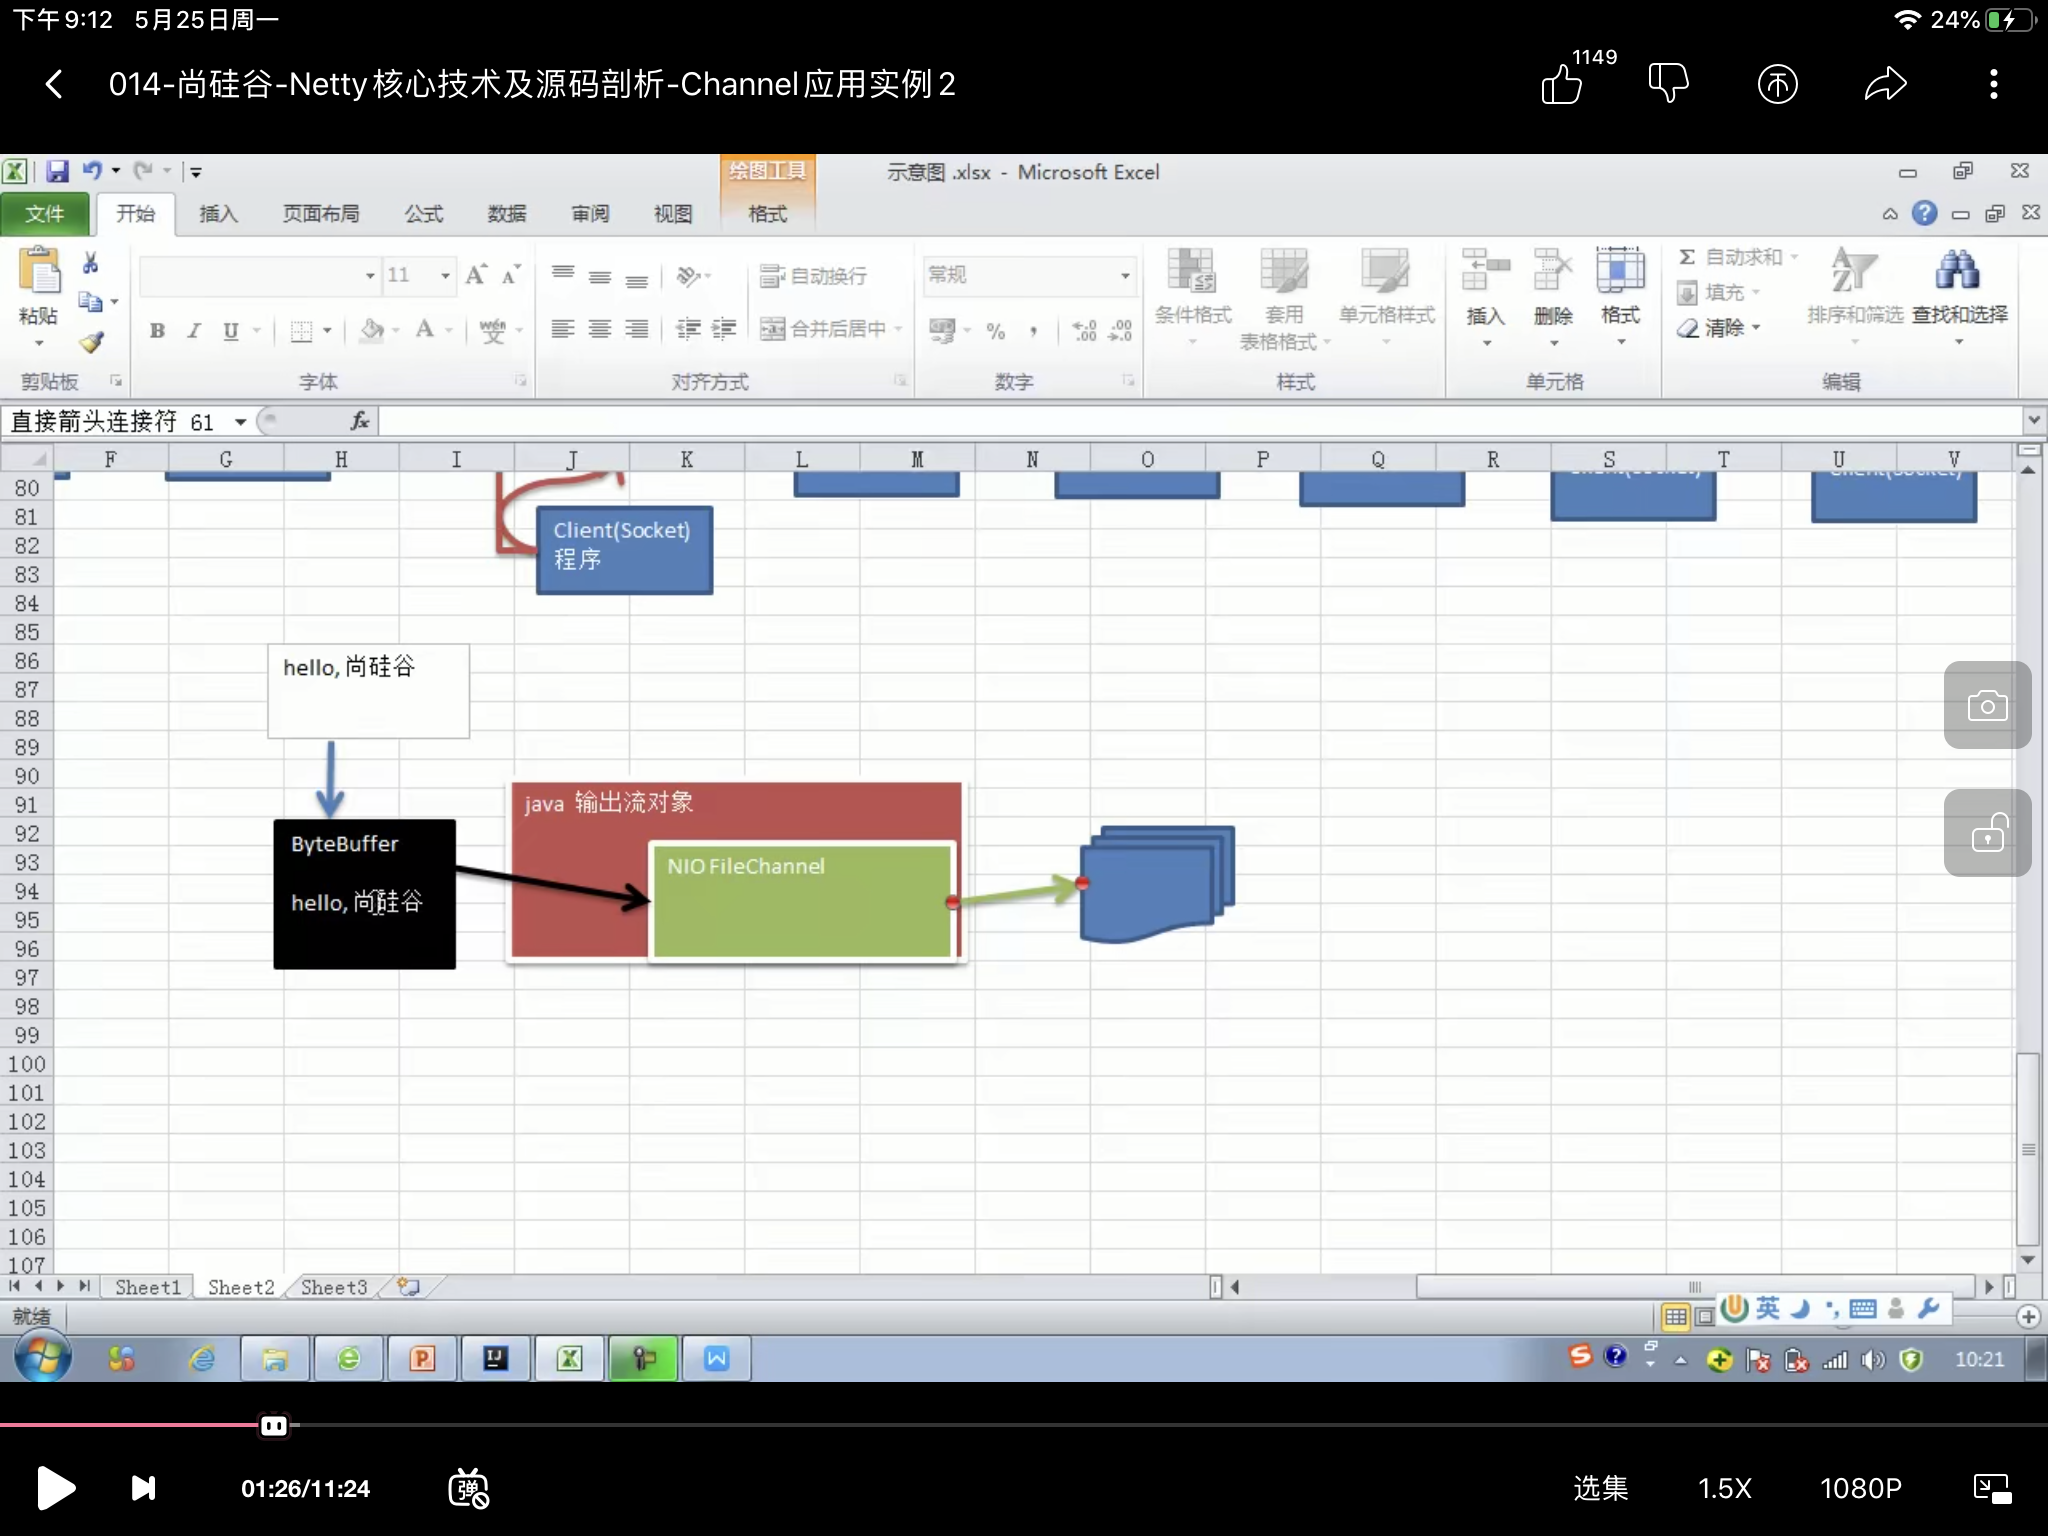 下午9:12 5月25日周一
24%
014-尚硅谷-Netty核心技术及源码剖析-Channel应用实例2
1149
绘图工具
示意图 .xlsx - Microsoft Excel
文件 开始 插入 页面布局 公式 数据 审阅 视图 格式
粘贴
剪贴板
11
B I U
A
wén
文
字体
自动换行
合并后居中
对齐方式
常规
%
数字
条件格式
套用
表格格式
单元格样式
样式
插入
删除
格式
单元格
Σ 自动求和
填充
清除
排序和筛选
查找和选择
编辑
直接箭头连接符 61
fx
F G H I J K L M N O P Q R S T U V
80
81
82
83
84
85
86
87
88
89
90
91
92
93
94
95
96
97
98
99
100
101
102
103
104
105
106
107
Client(Socket)
Client(Socket)
Client(Socket)
程序
hello, 尚硅谷
ByteBuffer
hello, 尚硅谷
java 输出流对象
NIO FileChannel
Sheet1 Sheet2 Sheet3
就绪
英
10:21
01:26/11:24
弹
选集
1.5X
1080P